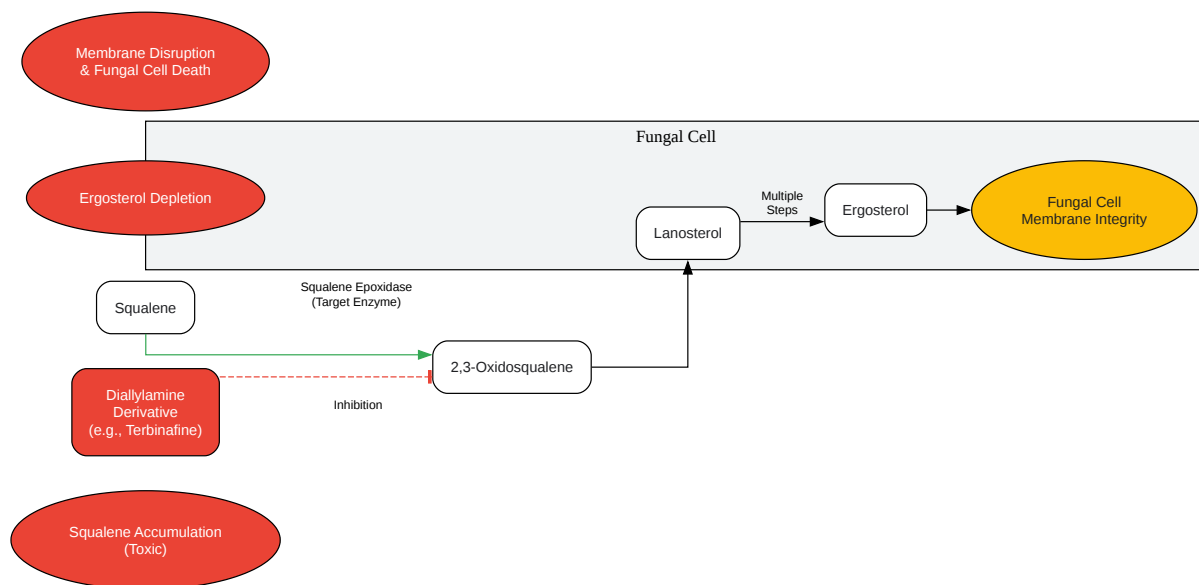 Membrane Disruption
& Fungal Cell Death
Fungal Cell
Ergosterol Depletion
Multiple
Steps
Ergosterol
Fungal Cell
Membrane Integrity
Lanosterol
Squalene Epoxidase
(Target Enzyme)
Squalene
2,3-Oxidosqualene
Diallylamine
Derivative
(e.g., Terbinafine)
Inhibition
Squalene Accumulation
(Toxic)